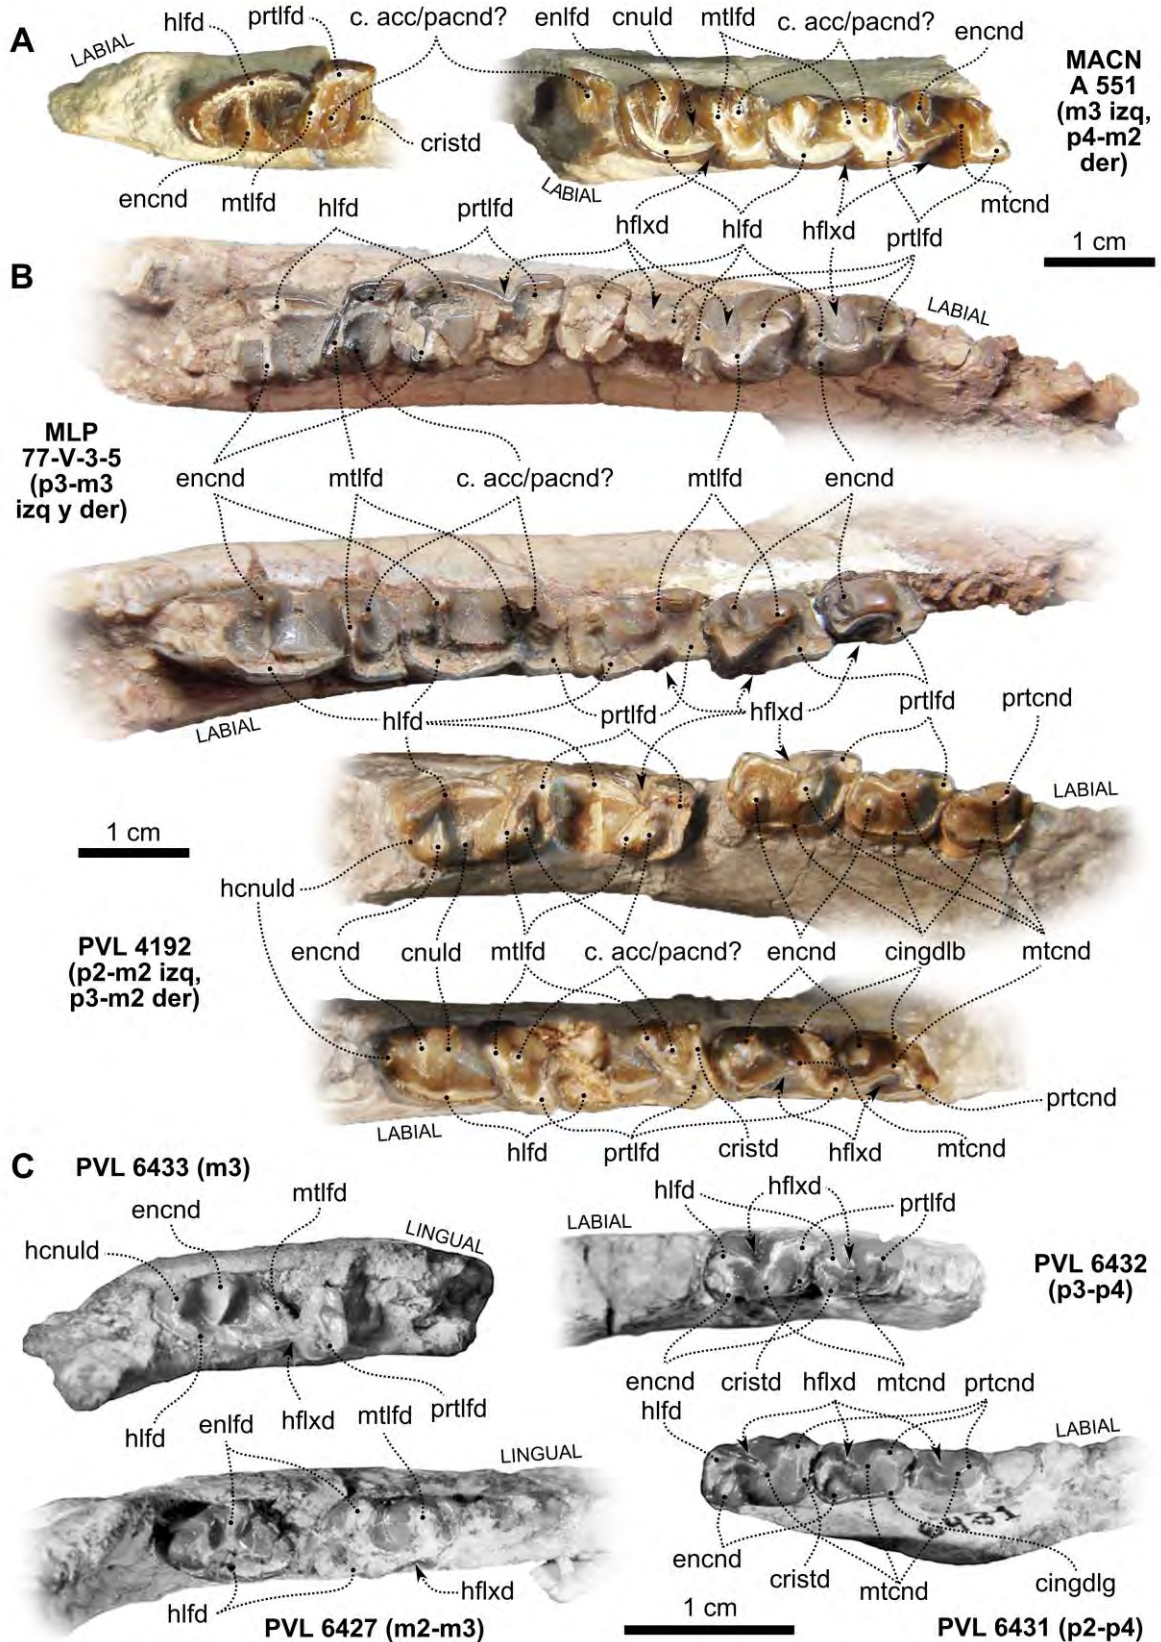 A
LABIAL
hlfd
prtlfd
c. acc/pacnd?
enlfd
cnuld
mtlfd
c. acc/pacnd?
encnd
MACN
A 551
(m3 izq,
p4-m2
der)
cristd
encnd
mtlfd
LABIAL
mtcnd
hlfd
prtlfd
hflxd
hlfd
hflxd
prtlfd
1 cm
B
LABIAL
MLP
77-V-3-5
(p3-m3
izq y der)
encnd
mtlfd
c. acc/pacnd?
mtlfd
encnd
LABIAL
hlfd
prtlfd
hflxd
prtlfd
prtcnd
LABIAL
1 cm
hcnuld
PVL 4192
(p2-m2 izq,
p3-m2 der)
encnd
cnuld
mtlfd
c. acc/pacnd?
encnd
cingdlb
mtcnd
prtcnd
LABIAL
hlfd
prtlfd
cristd
hflxd
mtcnd
C
PVL 6433 (m3)
encnd
mtlfd
hcnuld
LINGUAL
hlfd
hflxd
prtlfd
LABIAL
hlfd
hflxd
prtlfd
PVL 6432
(p3-p4)
encnd
cristd
hflxd
mtcnd
prtcnd
hlfd
LABIAL
enlfd
mtlfd
LINGUAL
hlfd
hflxd
PVL 6427 (m2-m3)
6431
encnd
cristd
mtcnd
cingdlg
1 cm
PVL 6431 (p2-p4)